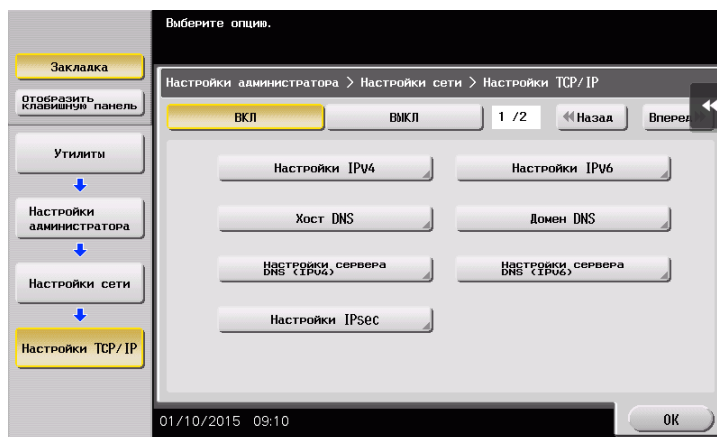 Выберите опцию.
Закладка
Отобразить
клавишную панель
Настройки администратора > Настройки сети > Настройки TCP/IP
ВКЛ
ВЫКЛ
1 /2
Назад
Вперед
Утилиты
Настройки IPv4
Настройки IPv6
Настройки
администратора
Хост DNS
Домен DNS
Настройки сервера
DNS (IPv4)
Настройки сервера
DNS (IPv6)
Настройки сети
Настройки IPsec
Настройки TCP/IP
01/10/2015 09:10
OK